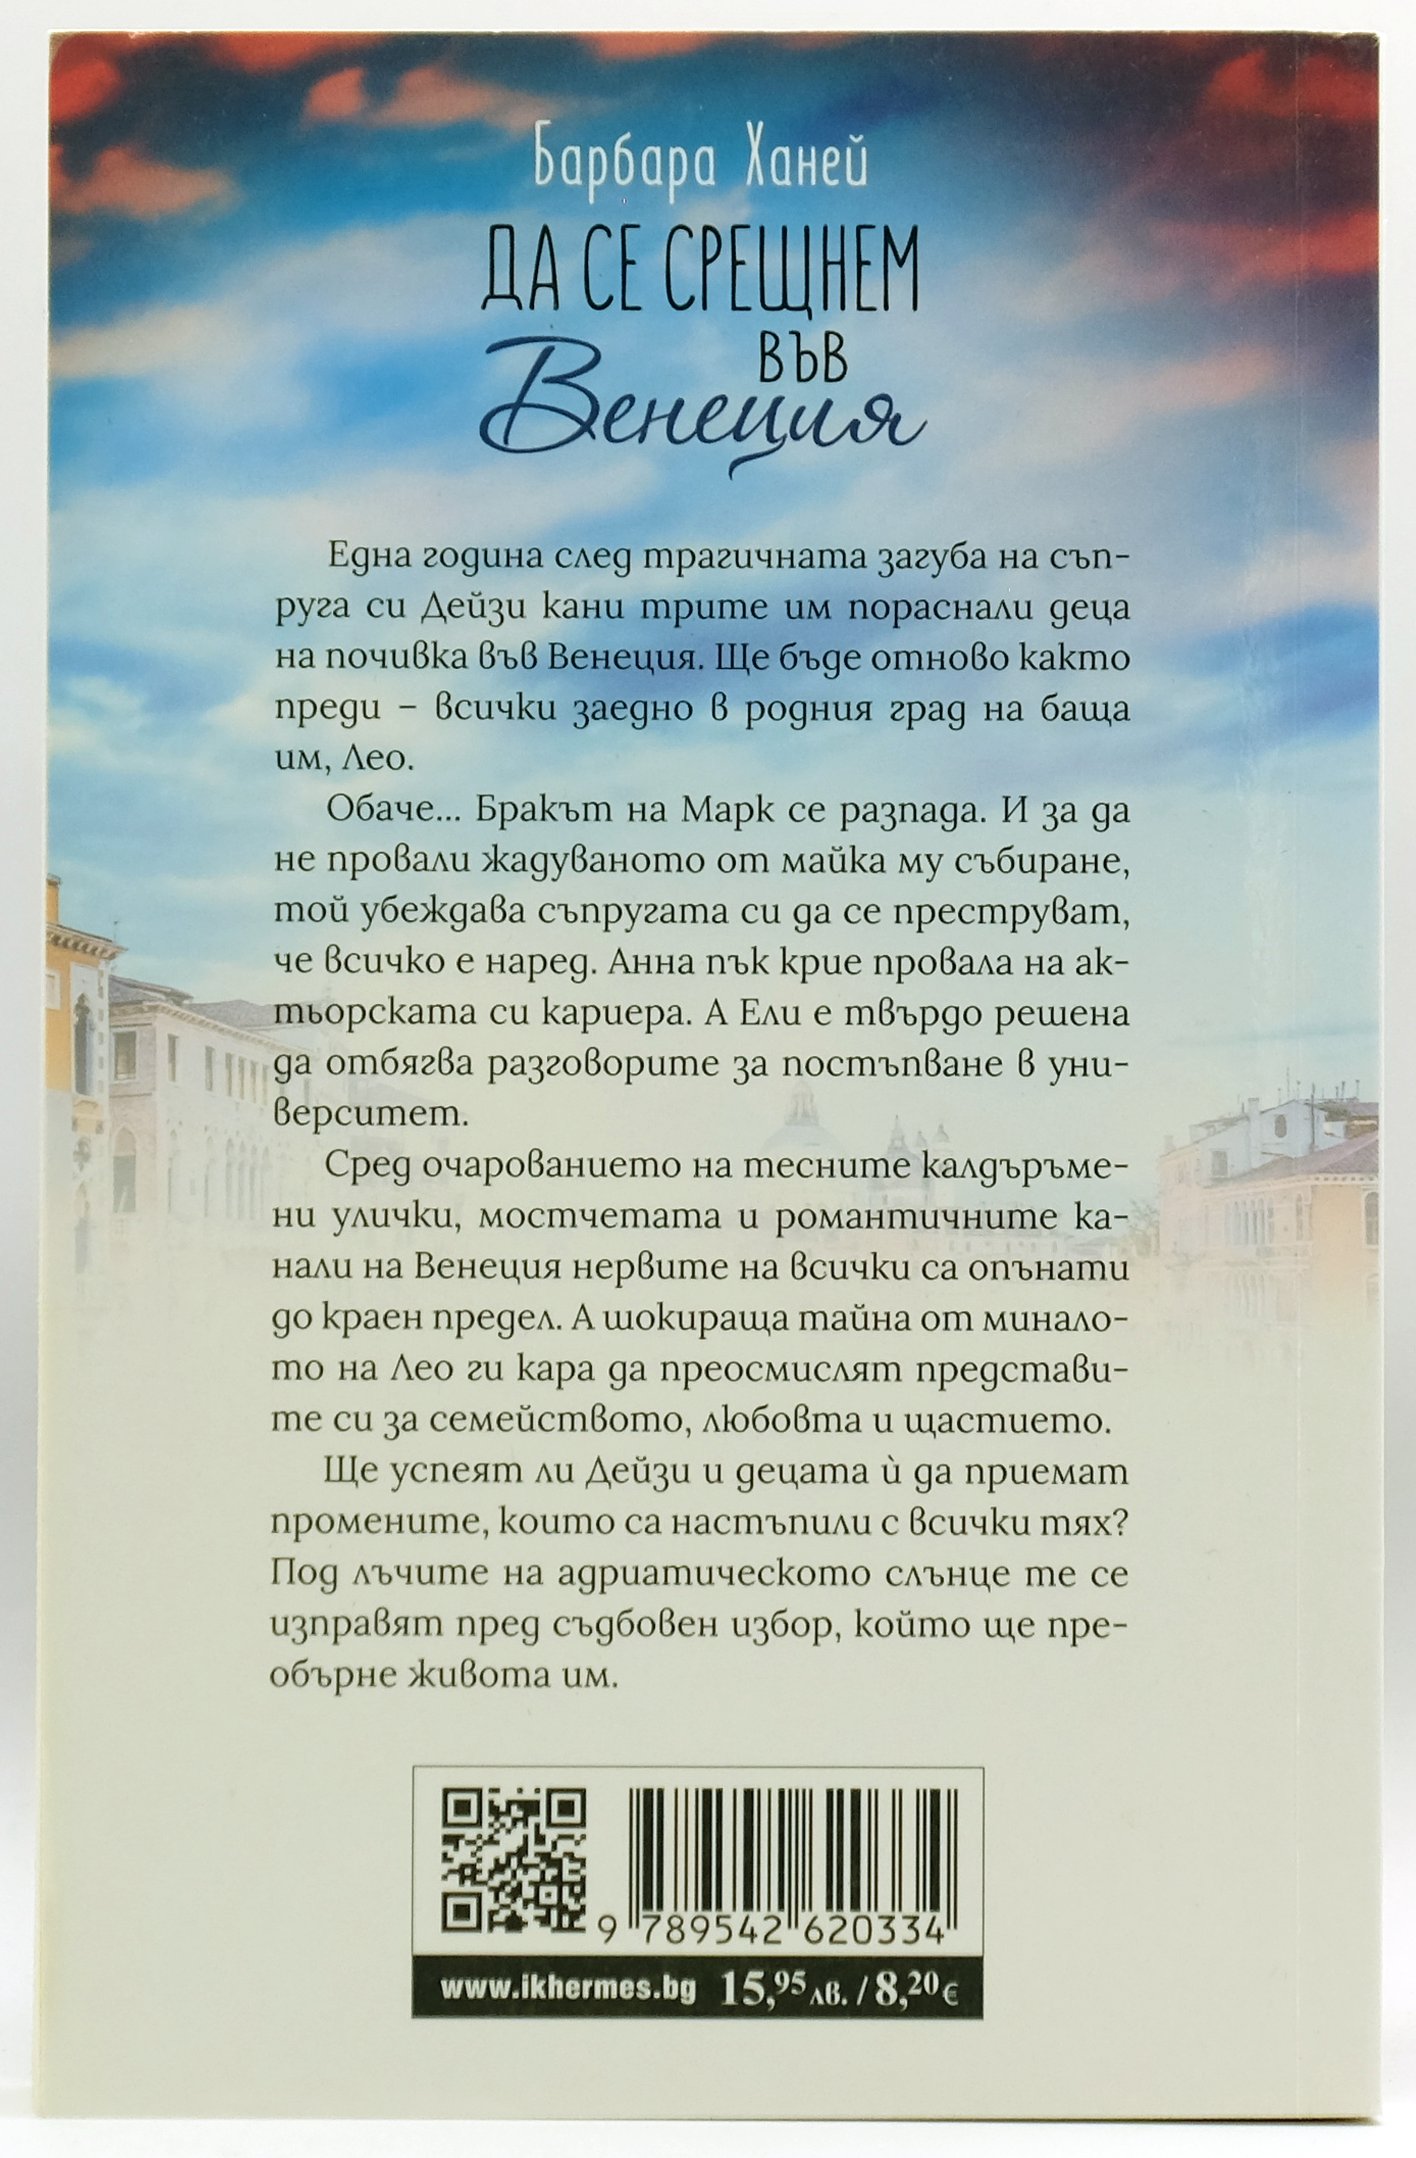 Барбара Ханей
ДА СЕ СРЕЩНЕМ
ВЪВ
Венеция
Една година след трагичната загуба на съп-
руга си Дейзи кани трите им пораснали деца
на почивка във Венеция. Ще бъде отново както
преди – всички заедно в родния град на баща
им, Лео.
Обаче... Бракът на Марк се разпада. И за да
не провали жадуваното от майка му събиране,
той убеждава съпругата си да се преструват,
че всичко е наред. Анна пък крие провала на ак-
тьорската си кариера. А Ели е твърдо решена
да отбягва разговорите за постъпване в уни-
верситет.
Сред очарованието на тесните калдъръме-
ни улички, мостчетата и романтичните ка-
нали на Венеция нервите на всички са опънати
до краен предел. А шокираща тайна от минало-
то на Лео ги кара да преосмислят представи-
те си за семейството, любовта и щастието.
Ще успеят ли Дейзи и децата ѝ да приемат
промените, които са настъпили с всички тях?
Под лъчите на адриатическото слънце те се
изправят пред съдбовен избор, който ще пре-
обърне живота им.
9 789542 620334
www.ikhermes.bg 15,95 лв. / 8,20 €